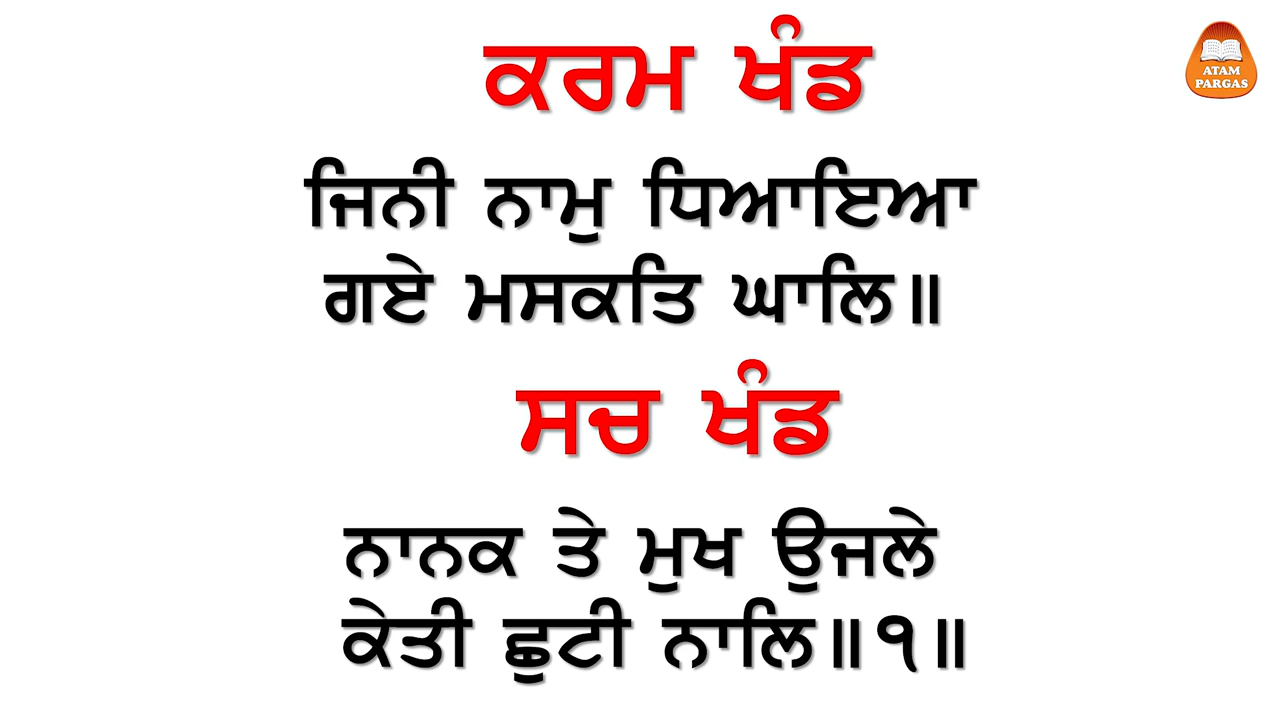 ਕਰਮ ਖੰਡ
ATAM
PARGAS
ਜਿਨੀ ਨਾਮੁ ਧਿਆਇਆ
ਗਏ ਮਸਕਤਿ ਘਾਲਿ॥
ਸਚ ਖੰਡ
ਨਾਨਕ ਤੇ ਮੁਖ ਉਜਲੇ
ਕੇਤੀ ਛੁਟੀ ਨਾਲਿ॥੧॥